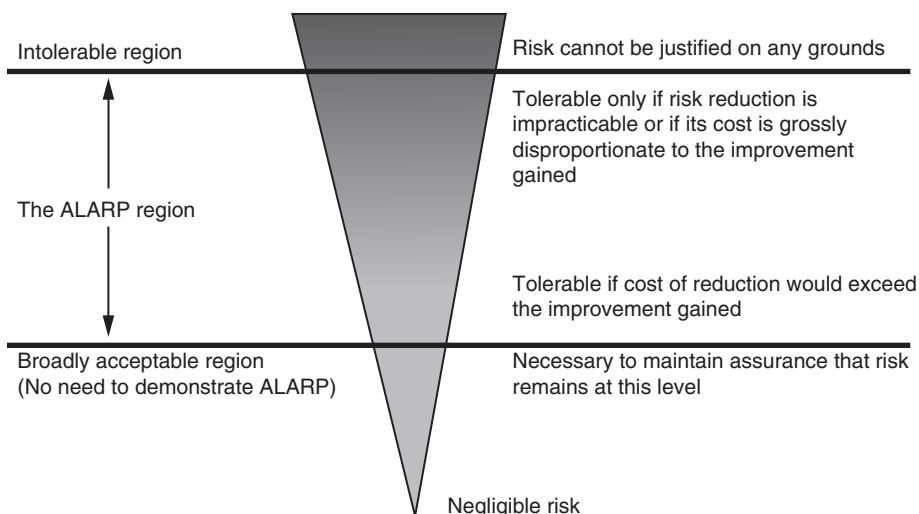 Intolerable region
Risk cannot be justified on any grounds
Tolerable only if risk reduction is
impracticable or if its cost is grossly
disproportionate to the improvement
gained
The ALARP region
Tolerable if cost of reduction would exceed
the improvement gained
Broadly acceptable region
(No need to demonstrate ALARP)
Necessary to maintain assurance that risk
remains at this level
Negligible risk